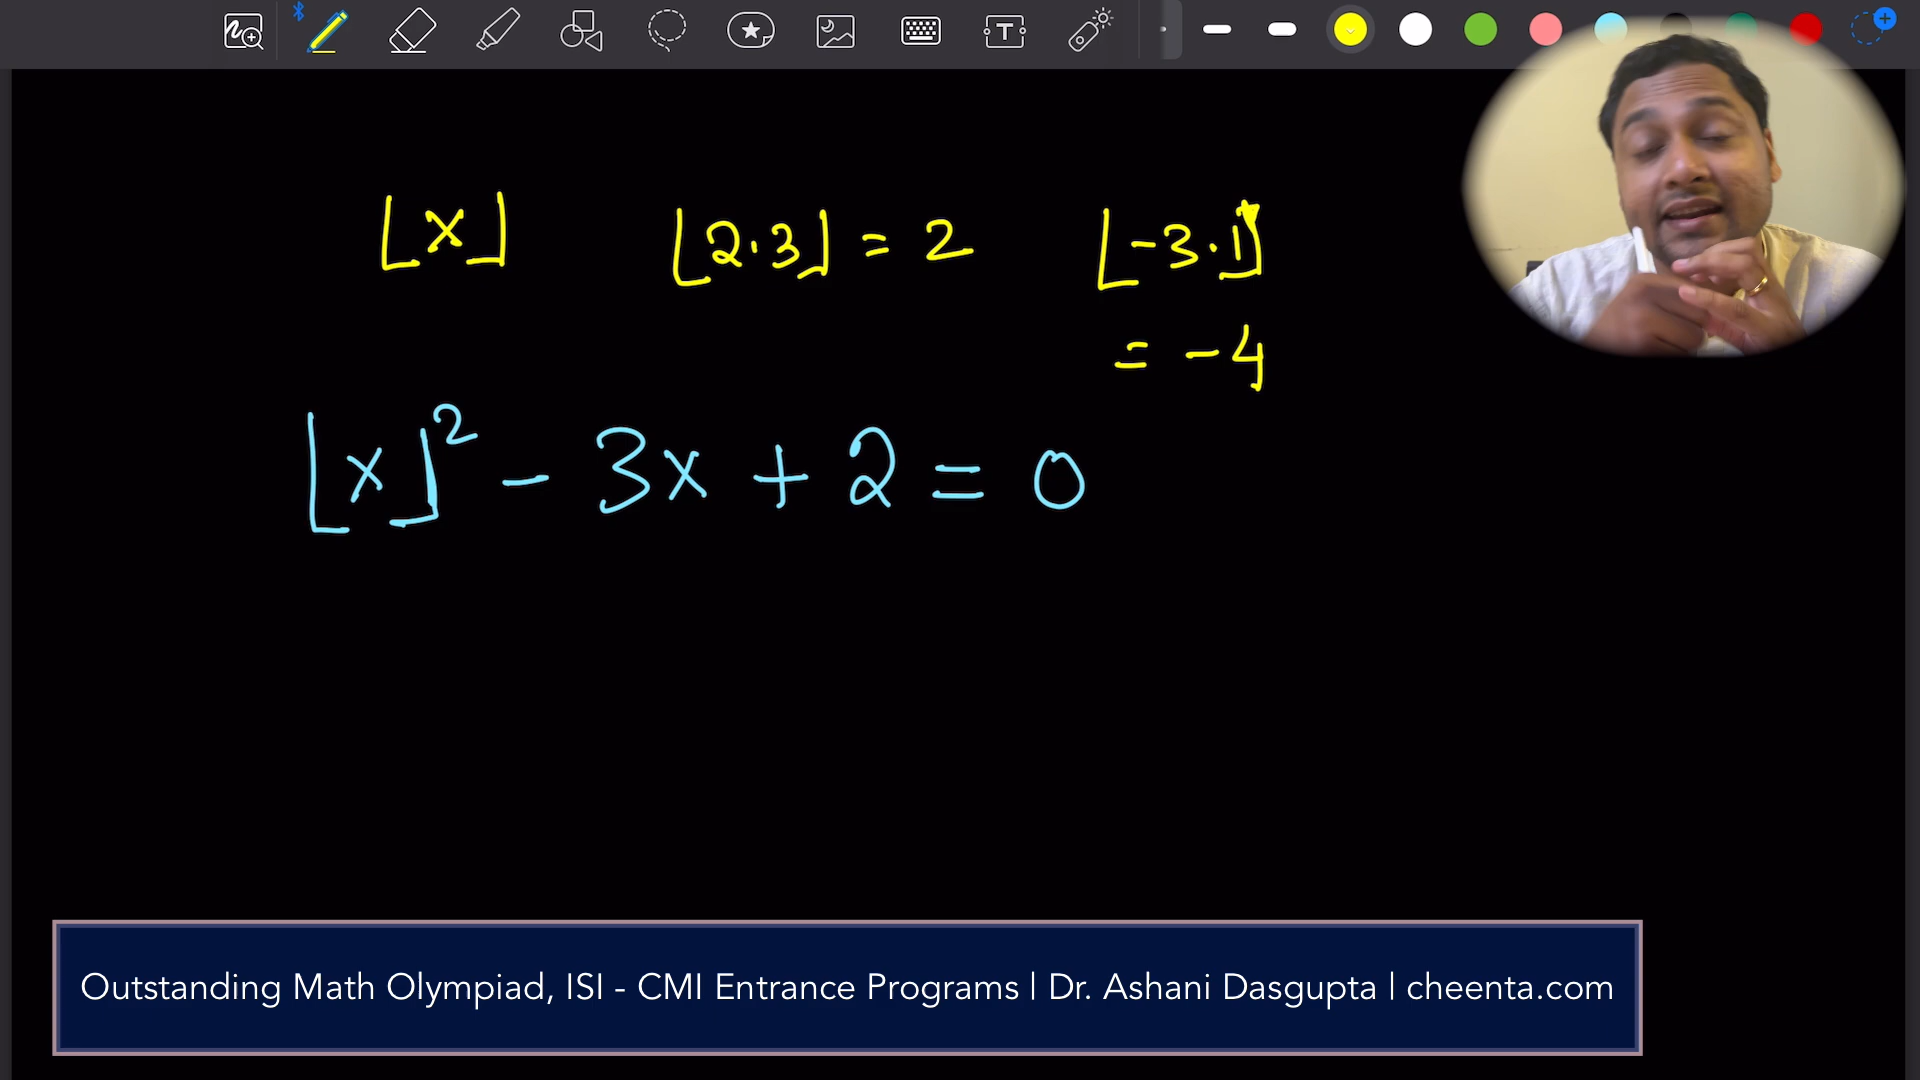 ⌊x⌋ ⌊2.3⌋ = 2 ⌊-3.1⌋
= -4
⌊x⌋² - 3x + 2 = 0
Outstanding Math Olympiad, ISI - CMI Entrance Programs | Dr. Ashani Dasgupta | cheenta.com